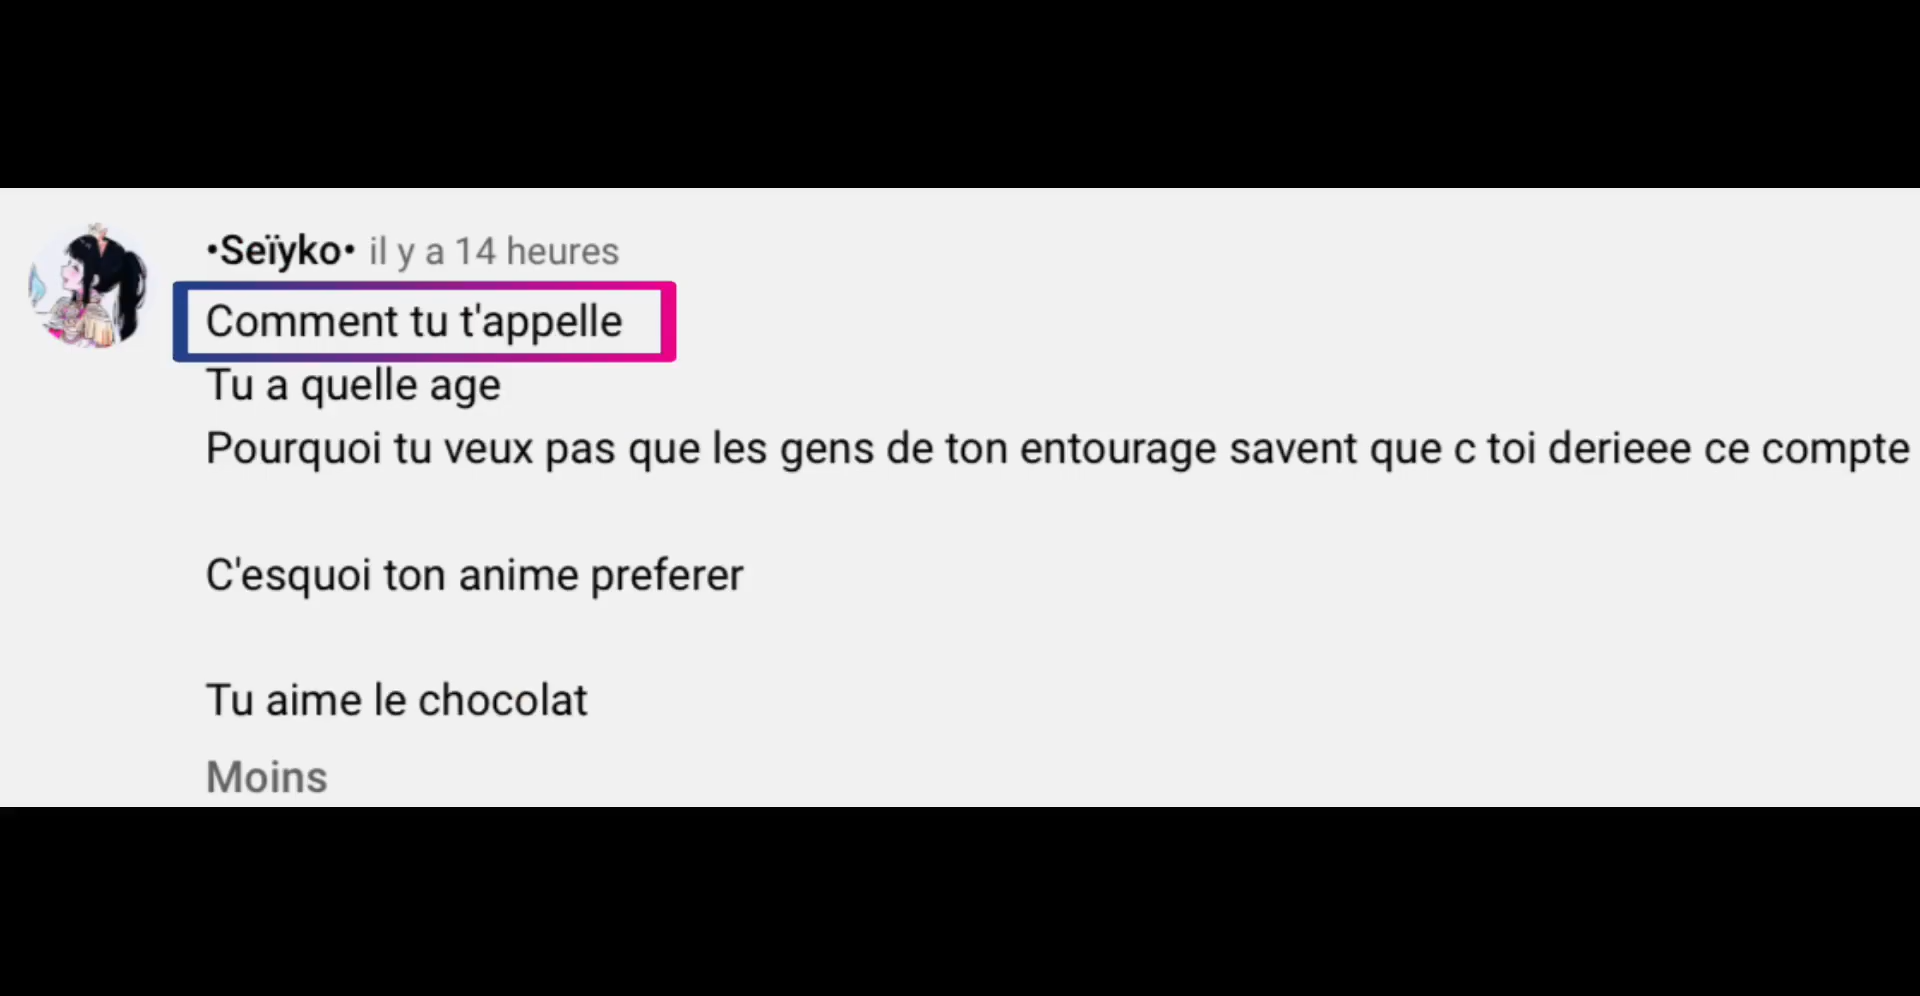 •Seïyko• il y a 14 heures
Comment tu t'appelle
Tu a quelle age
Pourquoi tu veux pas que les gens de ton entourage savent que c toi derieee ce compte
C'esquoi ton anime preferer
Tu aime le chocolat
Moins